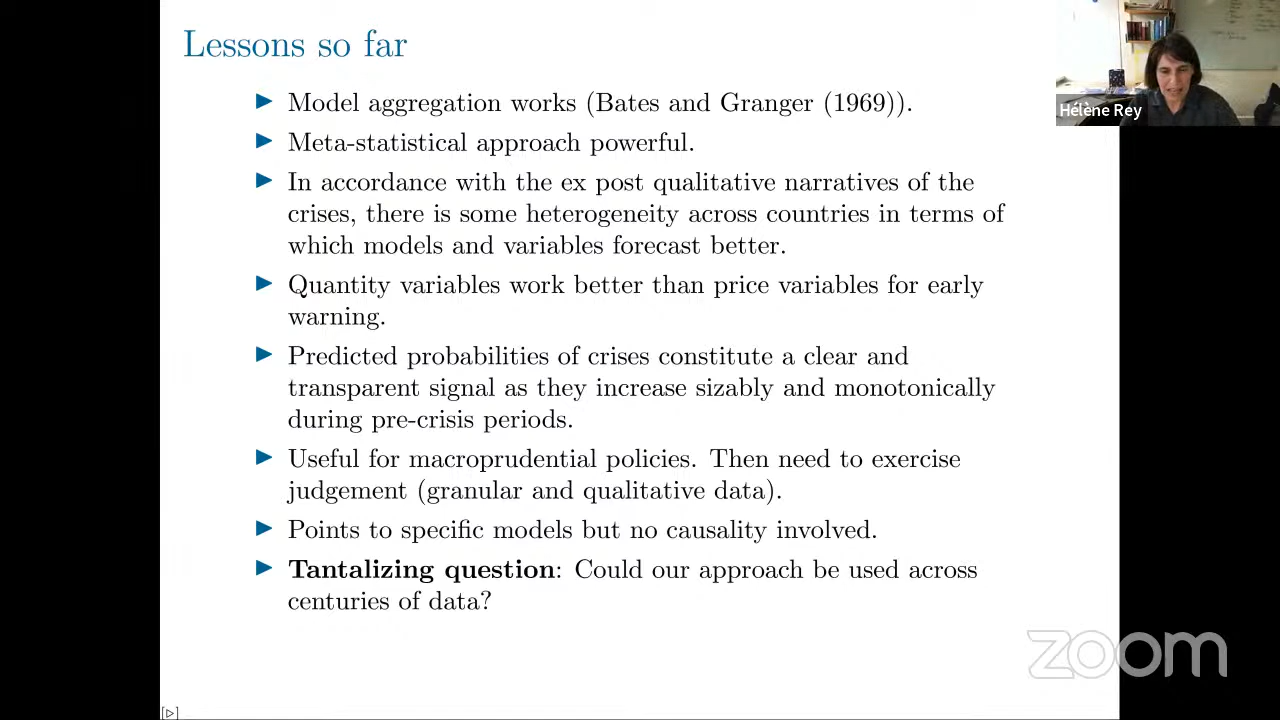 Lessons so far
▶ Model aggregation works (Bates and Granger (1969)).
▶ Meta-statistical approach powerful.
▶ In accordance with the ex post qualitative narratives of the
crises, there is some heterogeneity across countries in terms of
which models and variables forecast better.
▶ Quantity variables work better than price variables for early
warning.
▶ Predicted probabilities of crises constitute a clear and
transparent signal as they increase sizably and monotonically
during pre-crisis periods.
▶ Useful for macroprudential policies. Then need to exercise
judgement (granular and qualitative data).
▶ Points to specific models but no causality involved.
▶ Tantalizing question: Could our approach be used across
centuries of data?
Hélène Rey
zoom